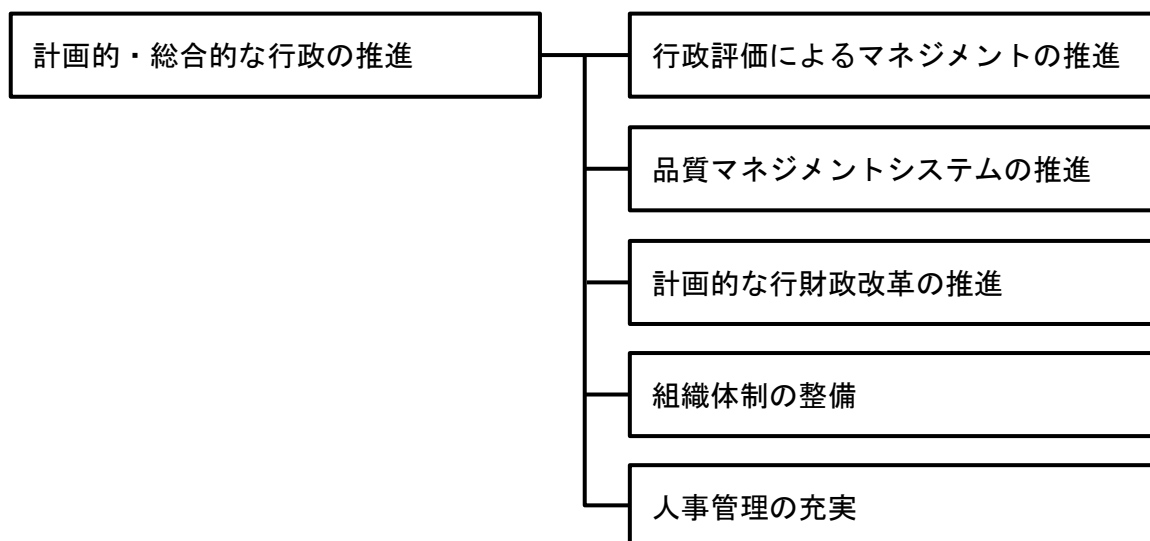 計画的・総合的な行政の推進
行政評価によるマネジメントの推進
品質マネジメントシステムの推進
計画的な行財政改革の推進
組織体制の整備
人事管理の充実